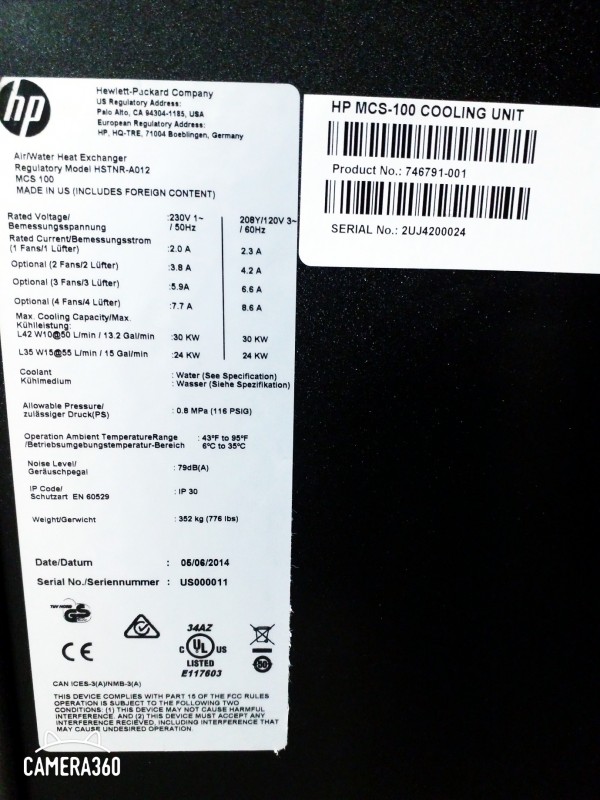 hp
Hewlett-Packard Company
US Regulatory Address:
Palo Alto, CA 94304-1185, USA
European Regulatory Address:
HP, HQ-TRE, 71004 Boeblingen, Germany
Air/Water Heat Exchanger
Regulatory Model HSTNR-A012
MCS 100
MADE IN US (INCLUDES FOREIGN CONTENT)
Rated Voltage/ :230V 1~ 208Y/120V 3~
Bemessungsspannung / 50Hz / 60Hz
Rated Current/Bemessungsstrom
(1 Fans/1 Lüfter) :2.0 A 2.3 A
Optional (2 Fans/2 Lüfter) :3.8 A 4.2 A
Optional (3 Fans/3 Lüfter) :5.9A 6.6 A
Optional (4 Fans/4 Lüfter) :7.7 A 8.6 A
Max. Cooling Capacity/Max.
Kühlleistung:
L42 W10@50 L/min / 13.2 Gal/min :30 KW 30 KW
L35 W15@55 L/min / 15 Gal/min :24 KW 24 KW
Coolant : Water (See Specification)
Kühlmedium : Wasser (Siehe Spezifikation)
Allowable Pressure/
zulässiger Druck(PS) : 0.8 MPa (116 PSIG)
Operation Ambient TemperatureRange : 43°F to 95°F
/Betriebsumgebungstemperatur-Bereich 6°C to 35°C
Noise Level/
Geräuschpegal : 79dB(A)
IP Code/
Schutzart EN 60529 : IP 30
Weight/Gerwicht : 352 kg (776 lbs)
Date/Datum : 05/06/2014
Serial No./Seriennummer : US000011
TUV NORD
GS
34AZ
C UL US
LISTED
E117603
CE
50
CAN ICES-3(A)/NMB-3(A)
THIS DEVICE COMPLIES WITH PART 15 OF THE FCC RULES
OPERATION IS SUBJECT TO THE FOLLOWING TWO
CONDITIONS: (1) THIS DEVICE MAY NOT CAUSE HARMFUL
INTERFERENCE, AND (2) THIS DEVICE MUST ACCEPT ANY
INTERFERENCE RECIEVED, INCLUDING INTERFERENCE THAT
MAY CAUSE UNDESIRED OPERATION.
HP MCS-100 COOLING UNIT
Product No.: 746791-001
SERIAL No.: 2UJ4200024
CAMERA360